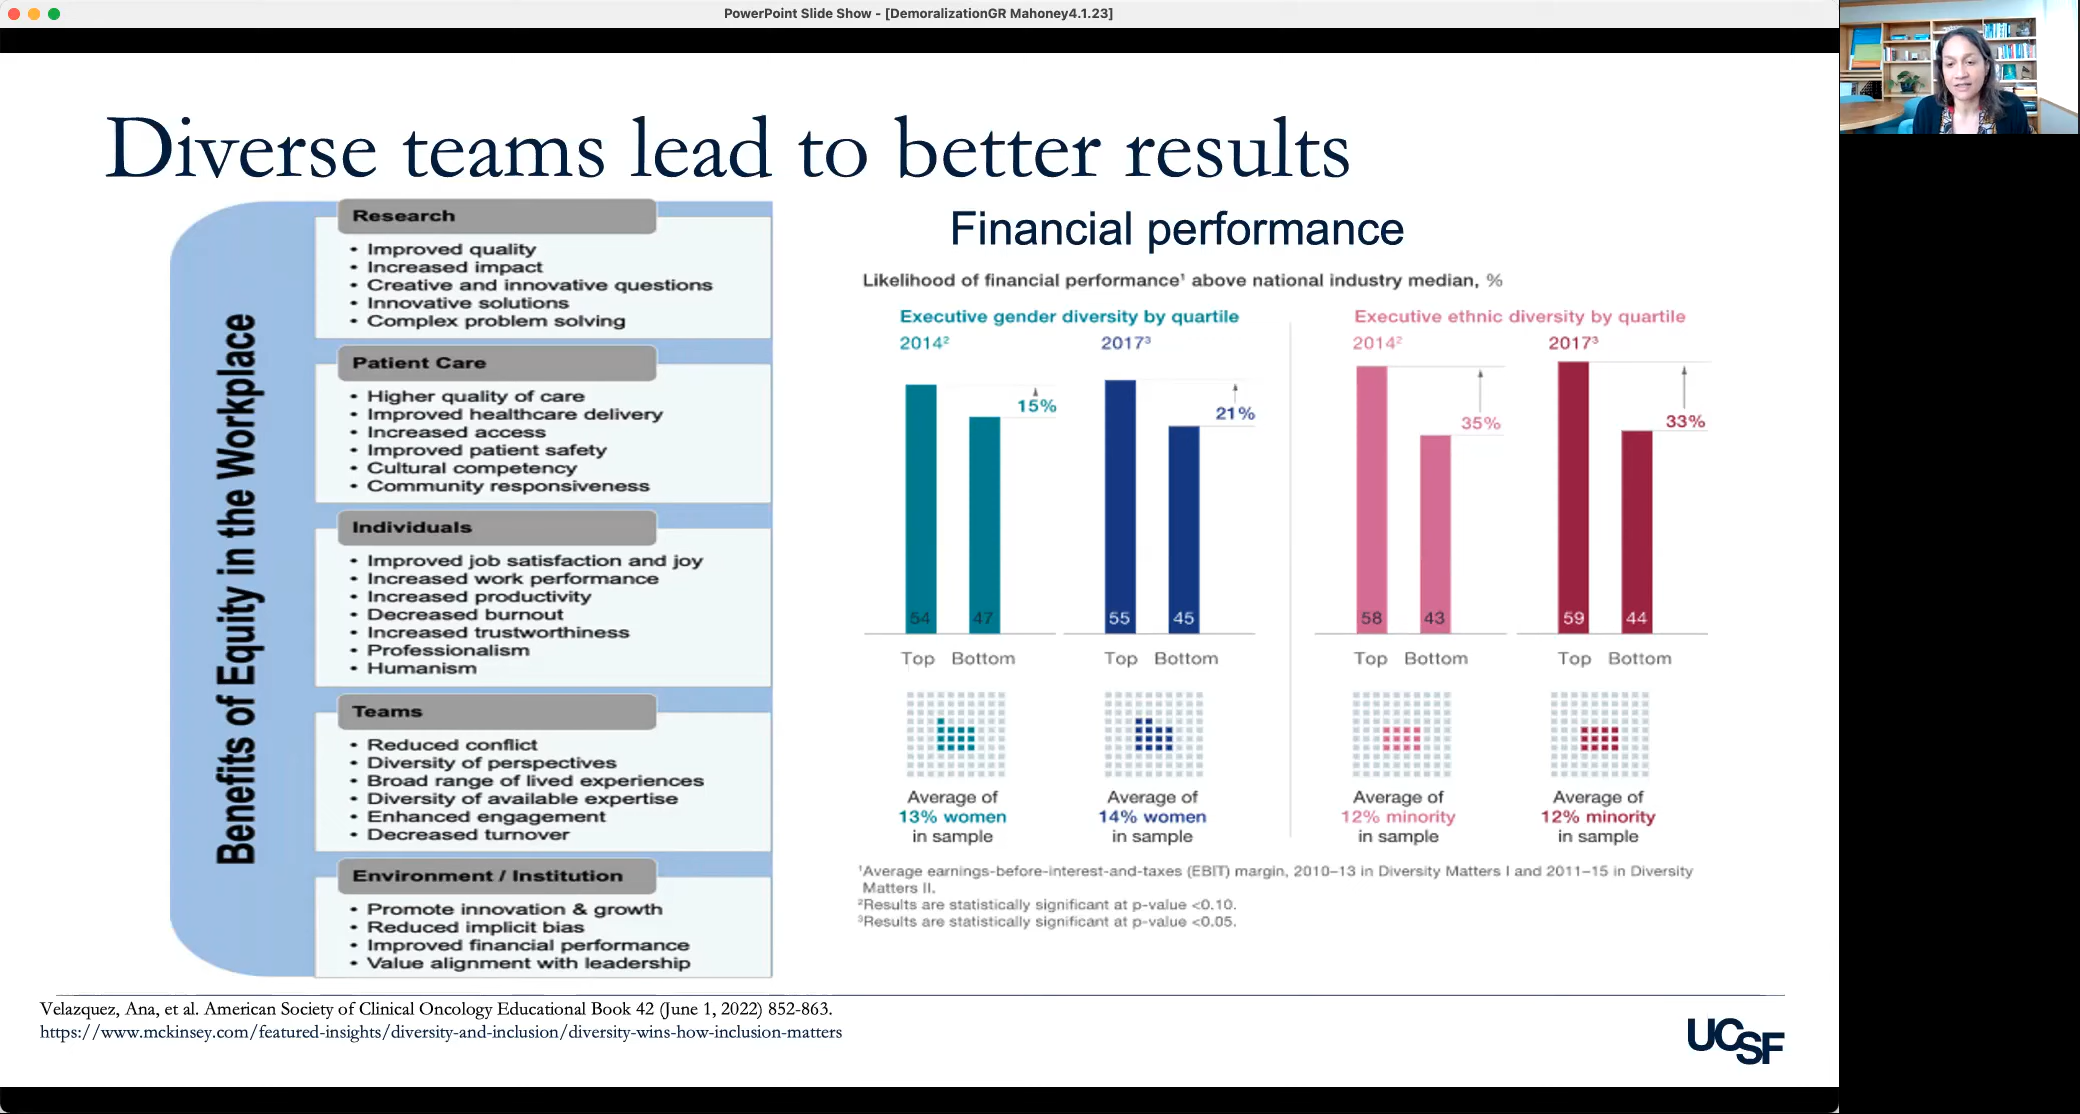 PowerPoint Slide Show - [DemoralizationGR Mahoney4.1.23]
Diverse teams lead to better results
Benefits of Equity in the Workplace
Research
• Improved quality
• Increased impact
• Creative and innovative questions
• Innovative solutions
• Complex problem solving
Patient Care
• Higher quality of care
• Improved healthcare delivery
• Increased access
• Improved patient safety
• Cultural competency
• Community responsiveness
Individuals
• Improved job satisfaction and joy
• Increased work performance
• Increased productivity
• Decreased burnout
• Increased trustworthiness
• Professionalism
• Humanism
Teams
• Reduced conflict
• Diversity of perspectives
• Broad range of lived experiences
• Diversity of available expertise
• Enhanced engagement
• Decreased turnover
Environment / Institution
• Promote innovation & growth
• Reduced implicit bias
• Improved financial performance
• Value alignment with leadership
Financial performance
Likelihood of financial performance¹ above national industry median, %
Executive gender diversity by quartile
2014² 2017³
15% 21%
54 47 55 45
Top Bottom Top Bottom
Average of Average of
13% women 14% women
in sample in sample
Executive ethnic diversity by quartile
2014² 2017³
35% 33%
58 43 59 44
Top Bottom Top Bottom
Average of Average of
12% minority 12% minority
in sample in sample
¹Average earnings-before-interest-and-taxes (EBIT) margin, 2010–13 in Diversity Matters I and 2011–15 in Diversity
Matters II.
²Results are statistically significant at p-value <0.10.
³Results are statistically significant at p-value <0.05.
Velazquez, Ana, et al. American Society of Clinical Oncology Educational Book 42 (June 1, 2022) 852-863.
https://www.mckinsey.com/featured-insights/diversity-and-inclusion/diversity-wins-how-inclusion-matters
UCSF